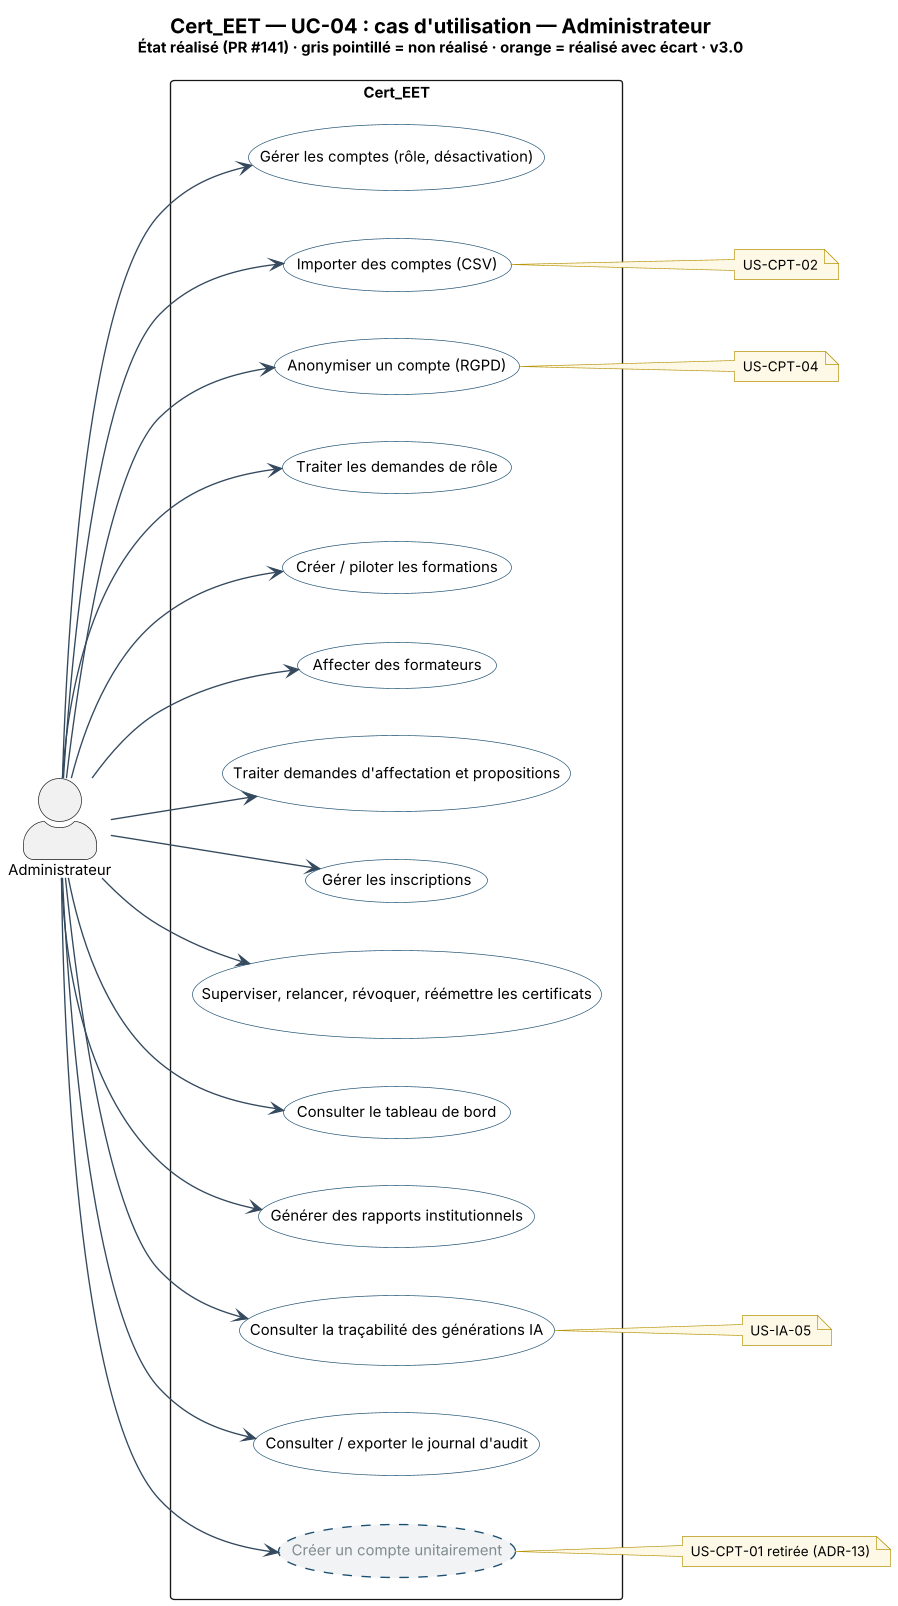 Cert_EET — UC-04 : cas d'utilisation — Administrateur
État réalisé (PR #141) · gris pointillé = non réalisé · orange = réalisé avec écart · v3.0
Cert_EET
Gérer les comptes (rôle, désactivation)
Importer des comptes (CSV)
US-CPT-02
Anonymiser un compte (RGPD)
US-CPT-04
Traiter les demandes de rôle
Créer / piloter les formations
Affecter des formateurs
Traiter demandes d'affectation et propositions
Administrateur
Gérer les inscriptions
Superviser, relancer, révoquer, réémettre les certificats
Consulter le tableau de bord
Générer des rapports institutionnels
Consulter la traçabilité des générations IA
US-IA-05
Consulter / exporter le journal d'audit
Créer un compte unitairement
US-CPT-01 retirée (ADR-13)